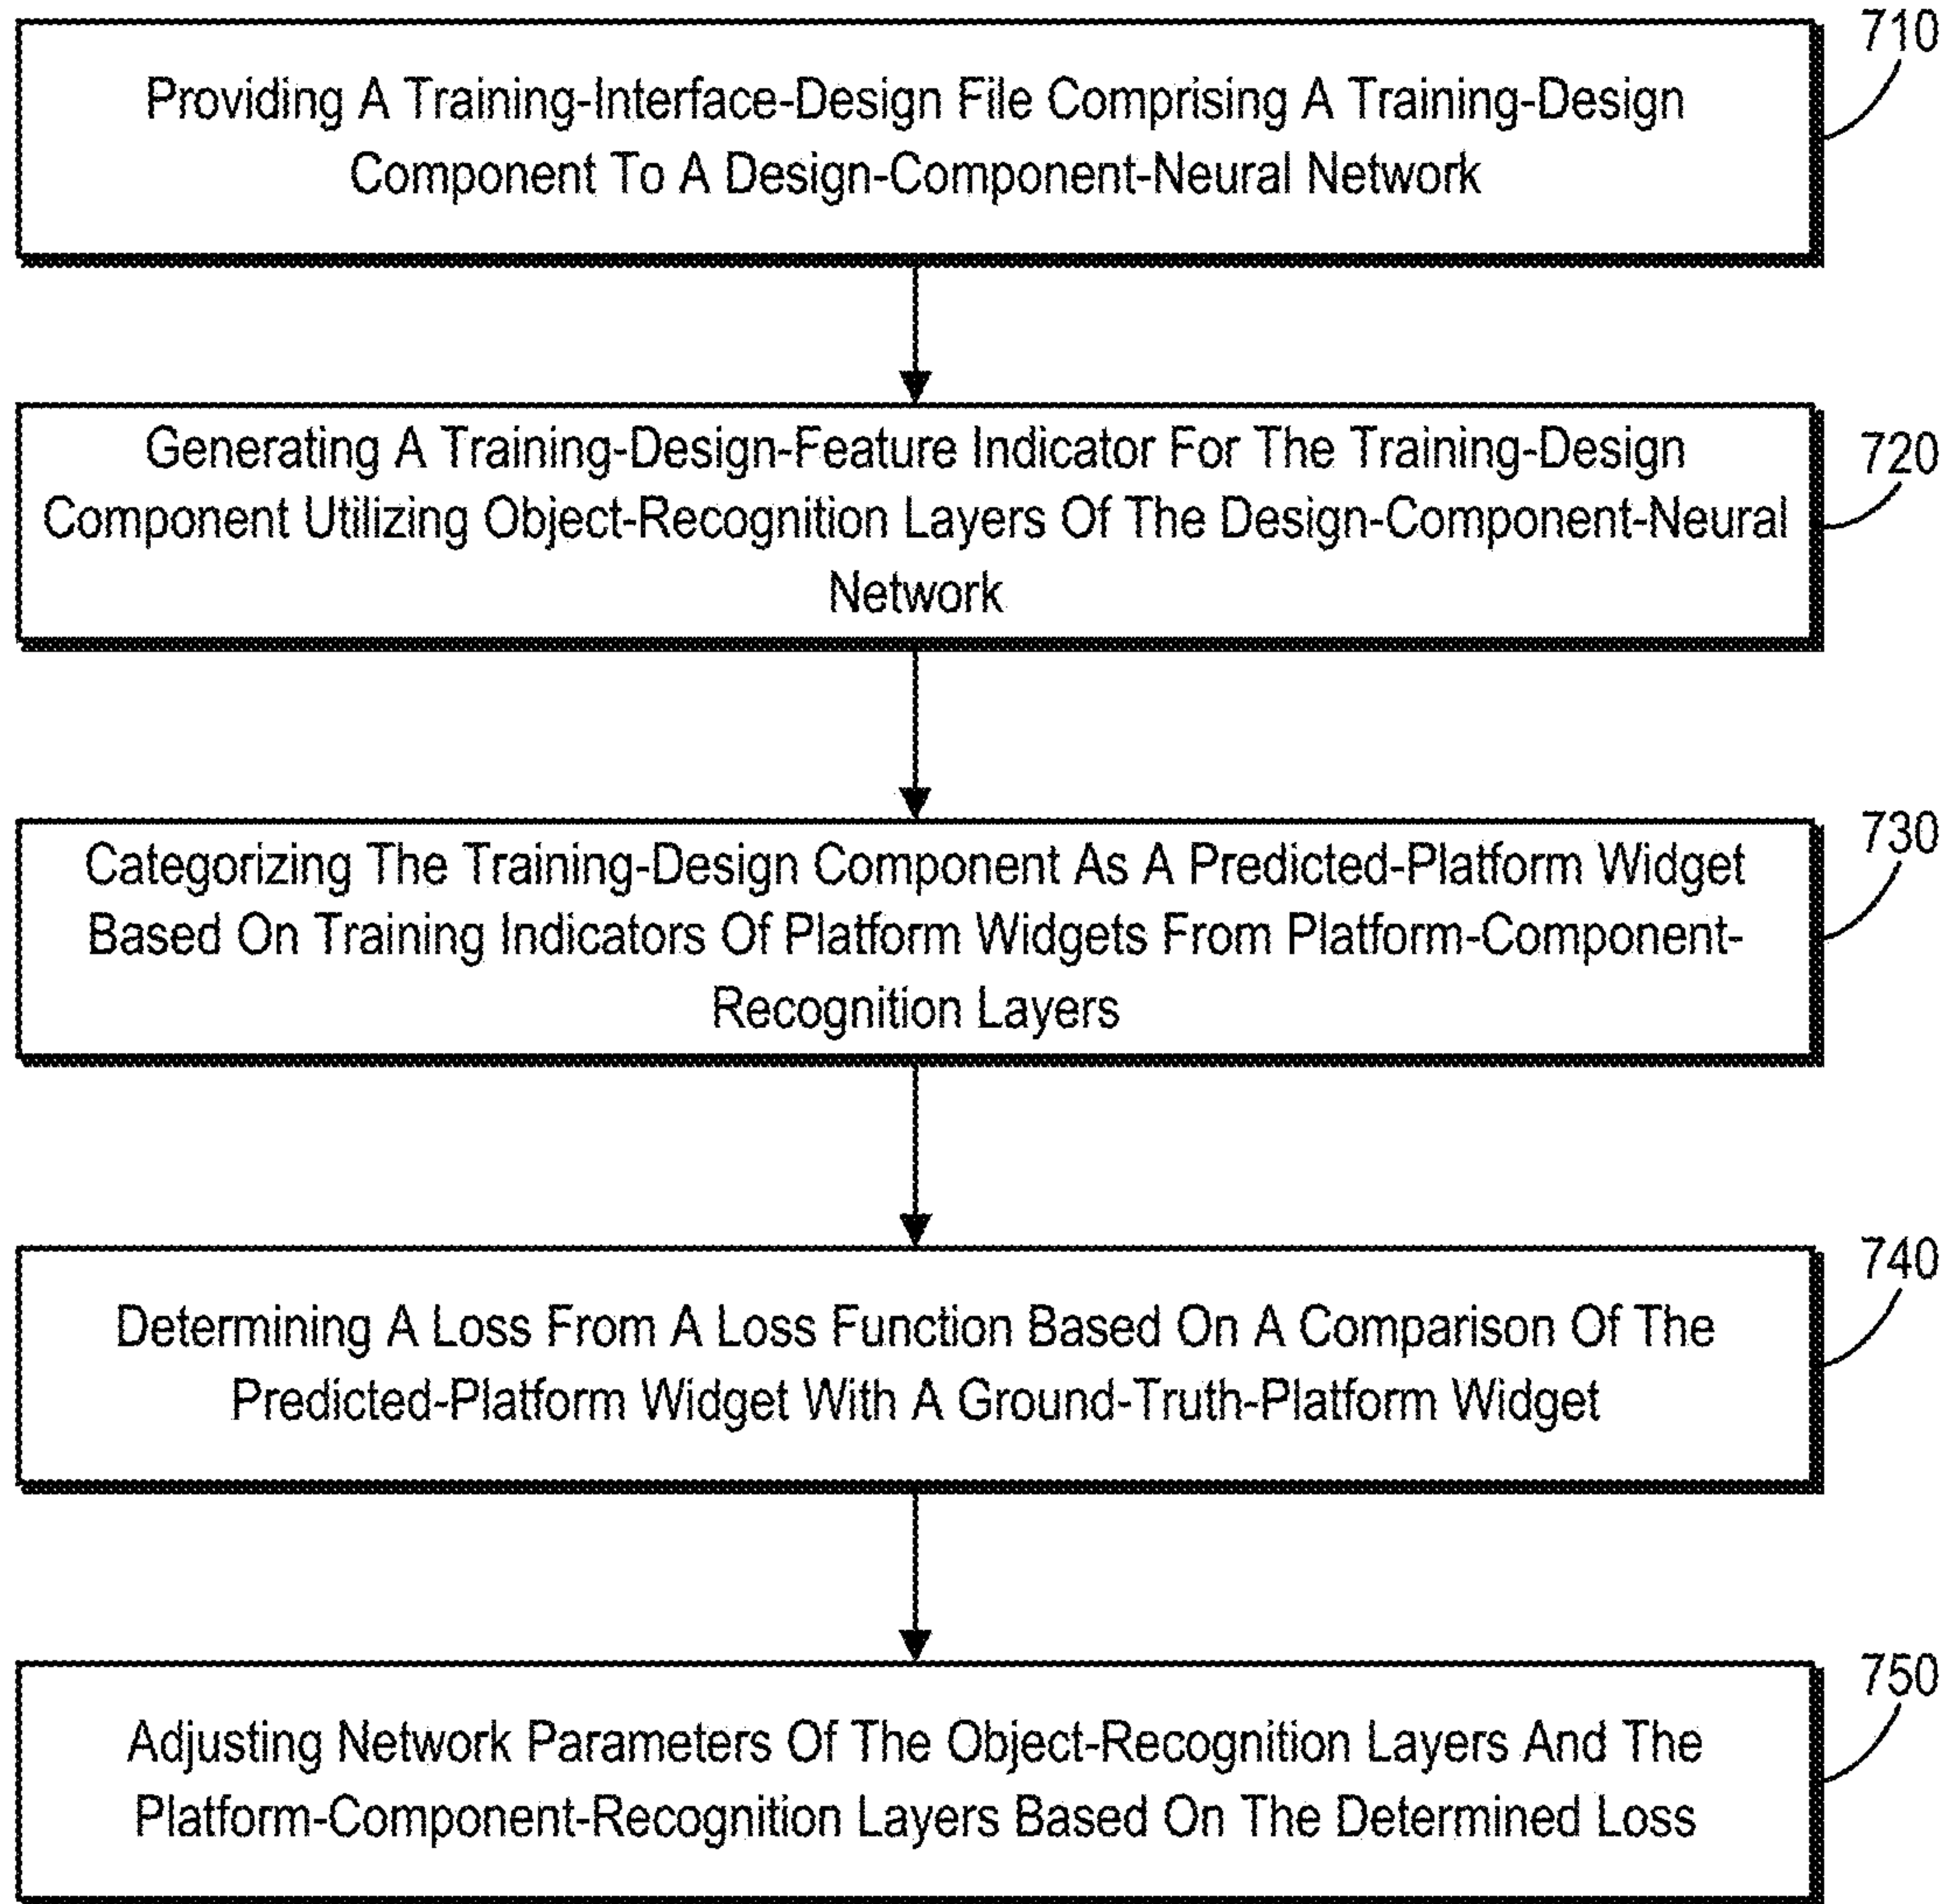 710
Providing A Training-Interface-Design File Comprising A Training-Design
Component To A Design-Component-Neural Network
720
Generating A Training-Design-Feature Indicator For The Training-Design
Component Utilizing Object-Recognition Layers Of The Design-Component-Neural
Network
730
Categorizing The Training-Design Component As A Predicted-Platform Widget
Based On Training Indicators Of Platform Widgets From Platform-Component-
Recognition Layers
740
Determining A Loss From A Loss Function Based On A Comparison Of The
Predicted-Platform Widget With A Ground-Truth-Platform Widget
750
Adjusting Network Parameters Of The Object-Recognition Layers And The
Platform-Component-Recognition Layers Based On The Determined Loss